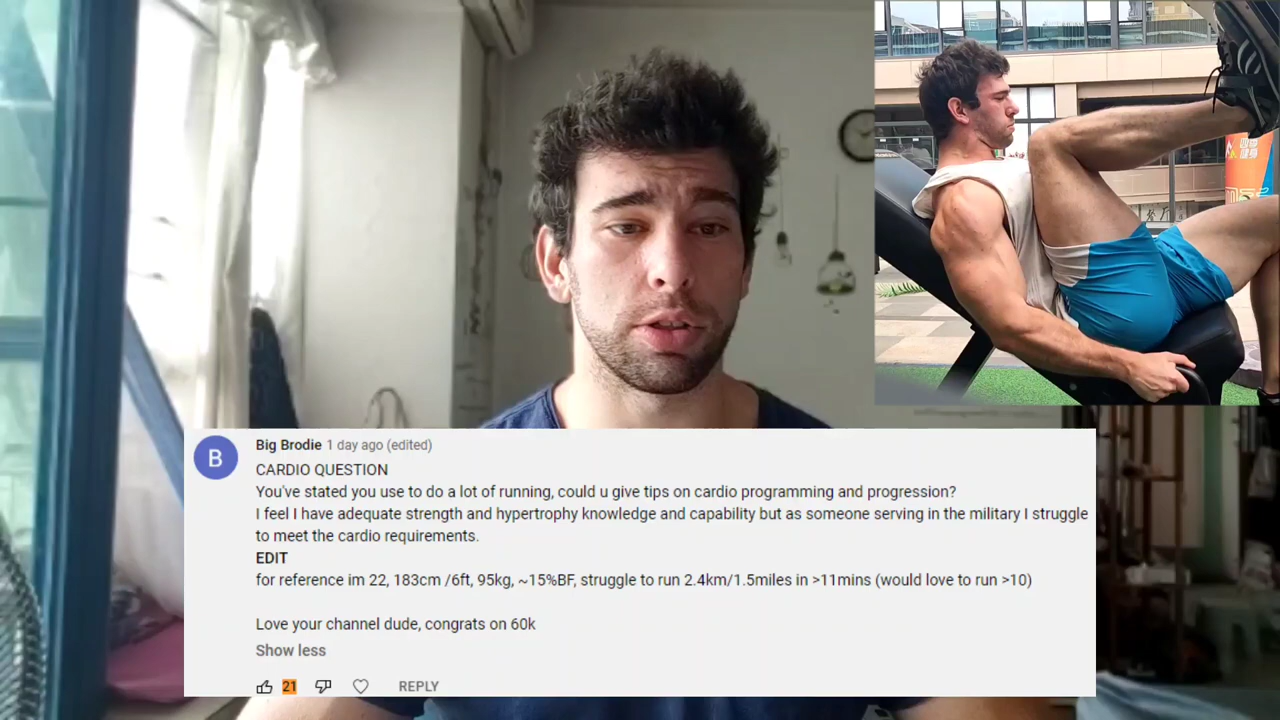 B
Big Brodie 1 day ago (edited)
CARDIO QUESTION
You've stated you use to do a lot of running, could u give tips on cardio programming and progression?
I feel I have adequate strength and hypertrophy knowledge and capability but as someone serving in the military I struggle
to meet the cardio requirements.
EDIT
for reference im 22, 183cm /6ft, 95kg, ~15%BF, struggle to run 2.4km/1.5miles in >11mins (would love to run >10)
Love your channel dude, congrats on 60k
Show less
21
REPLY